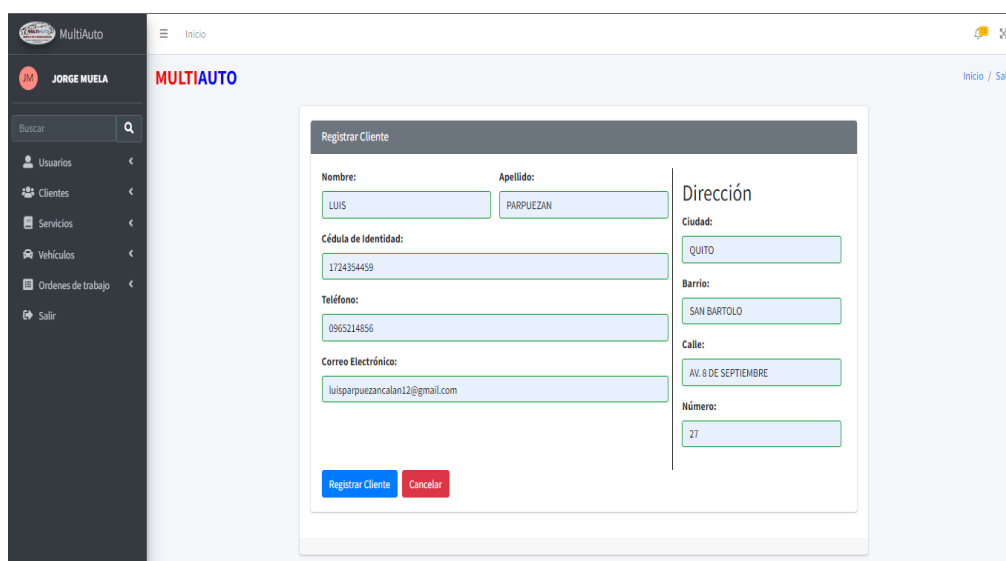 MultiAuto
Inicio
JM
JORGE MUELA
MULTIAUTO
Inicio / Sal
Buscar
Usuarios
Clientes
Servicios
Vehículos
Ordenes de trabajo
Salir
Registrar Cliente
Nombre:
Apellido:
LUIS
PARPUEZAN
Cédula de Identidad:
1724354459
Teléfono:
0965214856
Correo Electrónico:
luisparpuezancalan12@gmail.com
Dirección
Ciudad:
QUITO
Barrio:
SAN BARTOLO
Calle:
AV. 8 DE SEPTIEMBRE
Número:
27
Registrar Cliente
Cancelar